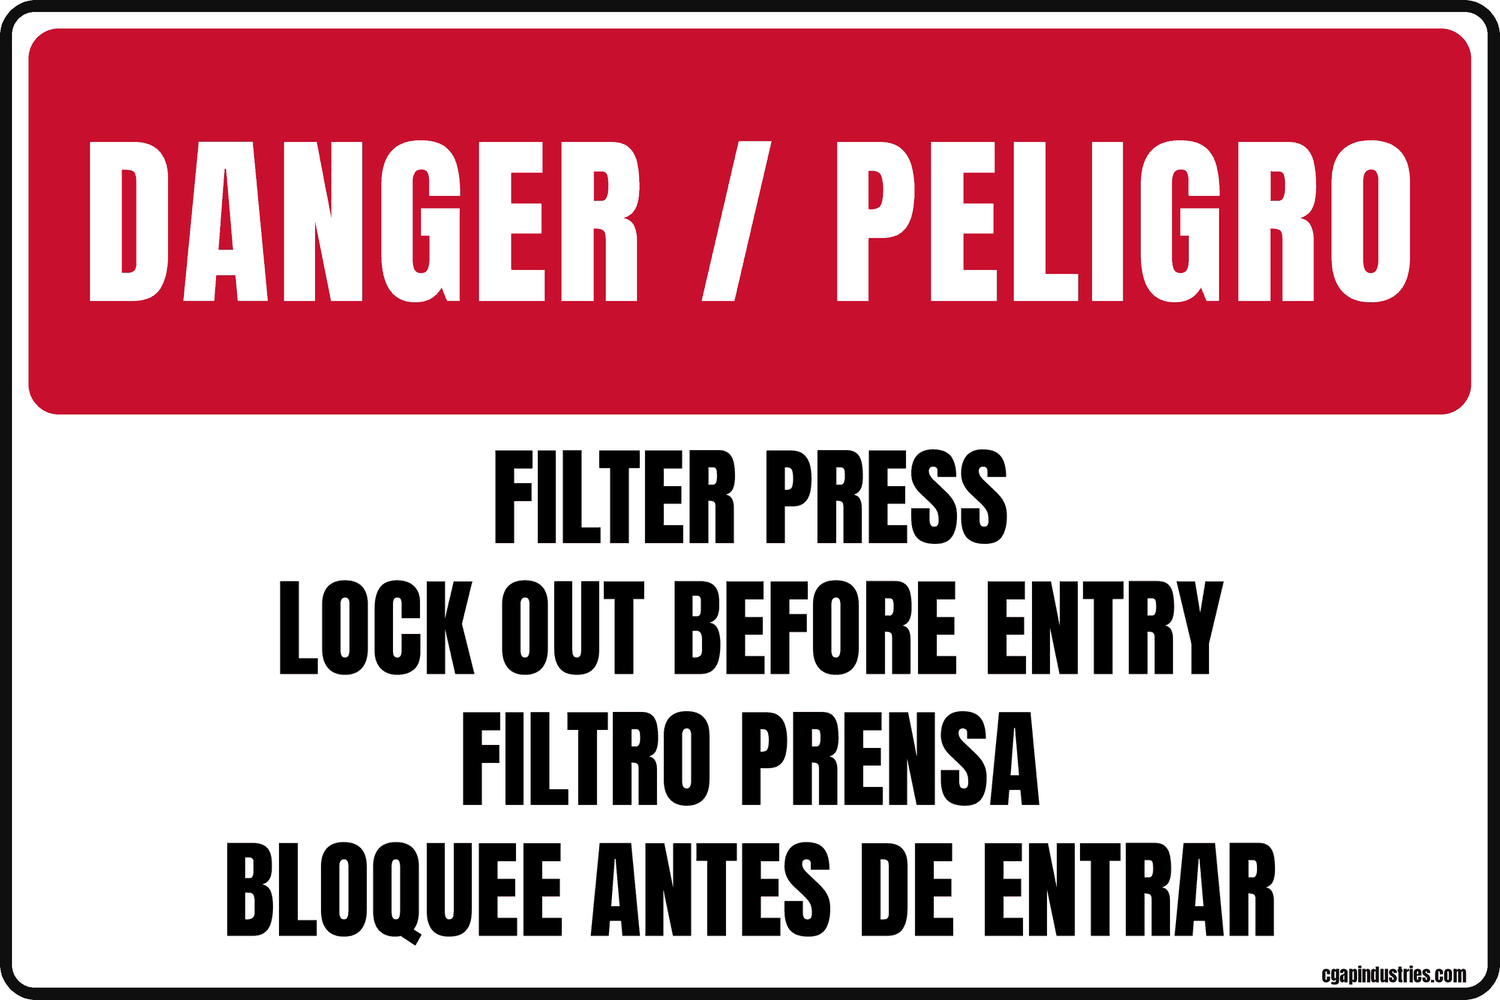 DANGER / PELIGRO
FILTER PRESS
LOCK OUT BEFORE ENTRY
FILTRO PRENSA
BLOQUEE ANTES DE ENTRAR
cgapindustries.com